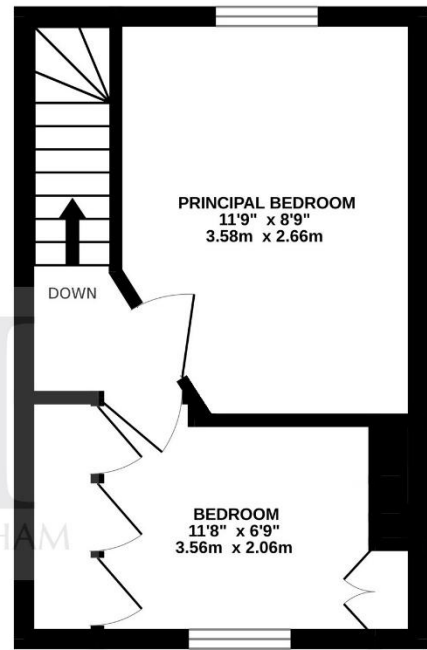 PRINCIPAL BEDROOM
11'9" x 8'9"
3.58m x 2.66m
DOWN
BEDROOM
11'8" x 6'9"
3.56m x 2.06m